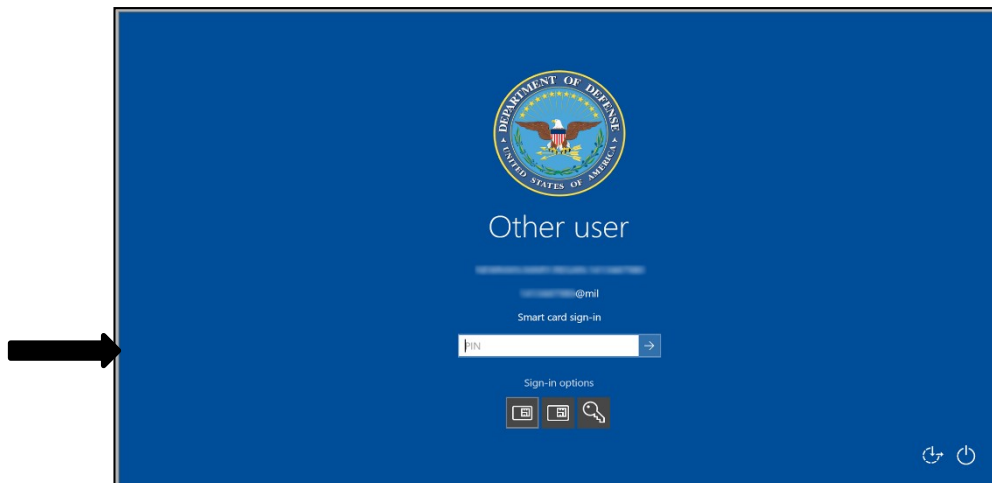 DEPARTMENT OF DEFENSE
UNITED STATES OF AMERICA
Other user
@mil
Smart card sign-in
PIN
Sign-in options